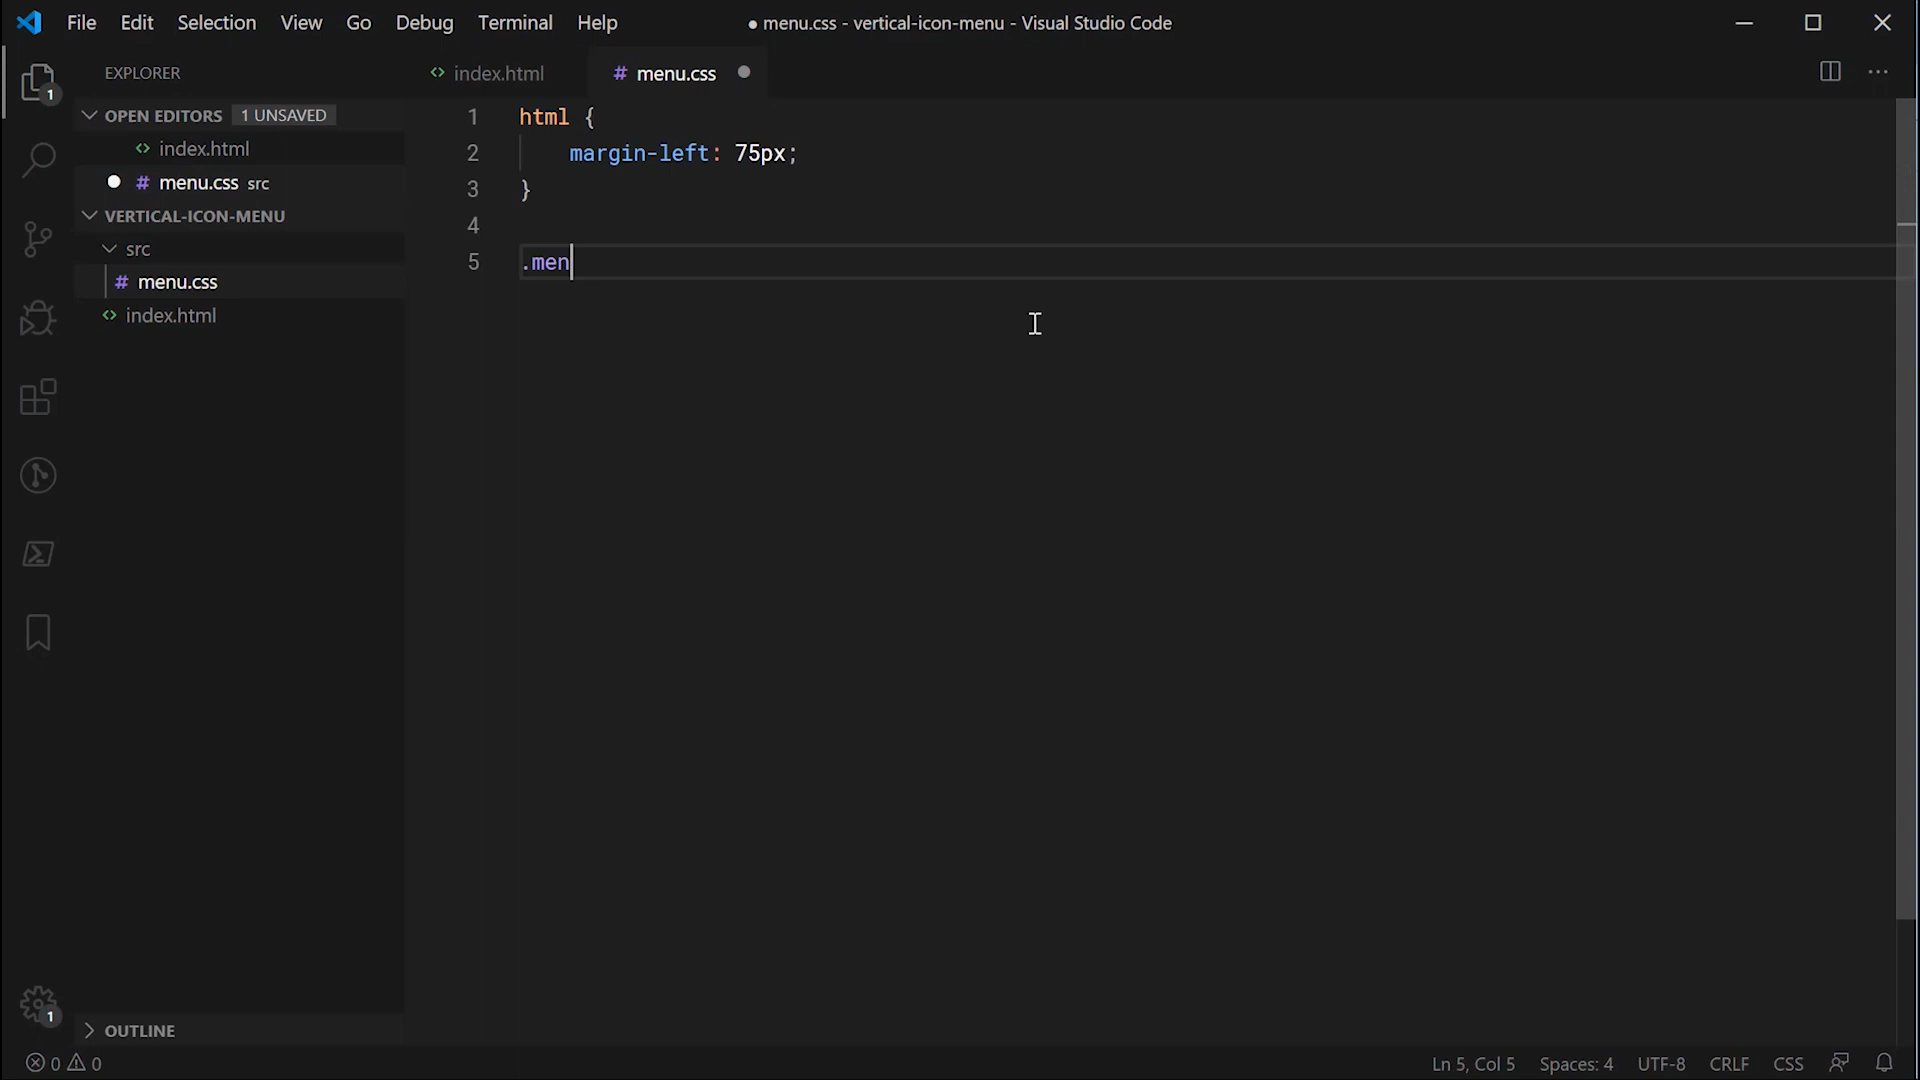 File Edit Selection View Go Debug Terminal Help
● menu.css - vertical-icon-menu - Visual Studio Code
EXPLORER
OPEN EDITORS 1 UNSAVED
index.html
menu.css src
VERTICAL-ICON-MENU
src
menu.css
index.html
OUTLINE
1
1
index.html
# menu.css
1 html {
2 margin-left: 75px;
3 }
4
5 .men
0 0
Ln 5, Col 5 Spaces: 4 UTF-8 CRLF CSS